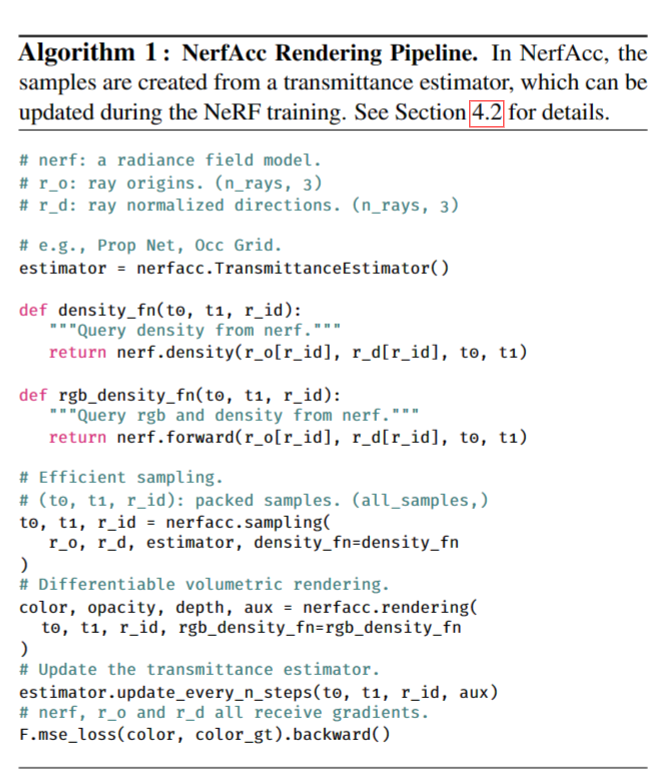 Algorithm 1: NerfAcc Rendering Pipeline. In NerfAcc, the
samples are created from a transmittance estimator, which can be
updated during the NeRF training. See Section 4.2 for details.
# nerf: a radiance field model.
# r_o: ray origins. (n_rays, 3)
# r_d: ray normalized directions. (n_rays, 3)
# e.g., Prop Net, Occ Grid.
estimator = nerfacc.TransmittanceEstimator()
def density_fn(t0, t1, r_id):
"""Query density from nerf."""
return nerf.density(r_o[r_id], r_d[r_id], t0, t1)
def rgb_density_fn(t0, t1, r_id):
"""Query rgb and density from nerf."""
return nerf.forward(r_o[r_id], r_d[r_id], t0, t1)
# Efficient sampling.
# (t0, t1, r_id): packed samples. (all_samples,)
t0, t1, r_id = nerfacc.sampling(
r_o, r_d, estimator, density_fn=density_fn
)
# Differentiable volumetric rendering.
color, opacity, depth, aux = nerfacc.rendering(
t0, t1, r_id, rgb_density_fn=rgb_density_fn
)
# Update the transmittance estimator.
estimator.update_every_n_steps(t0, t1, r_id, aux)
# nerf, r_o and r_d all receive gradients.
F.mse_loss(color, color_gt).backward()